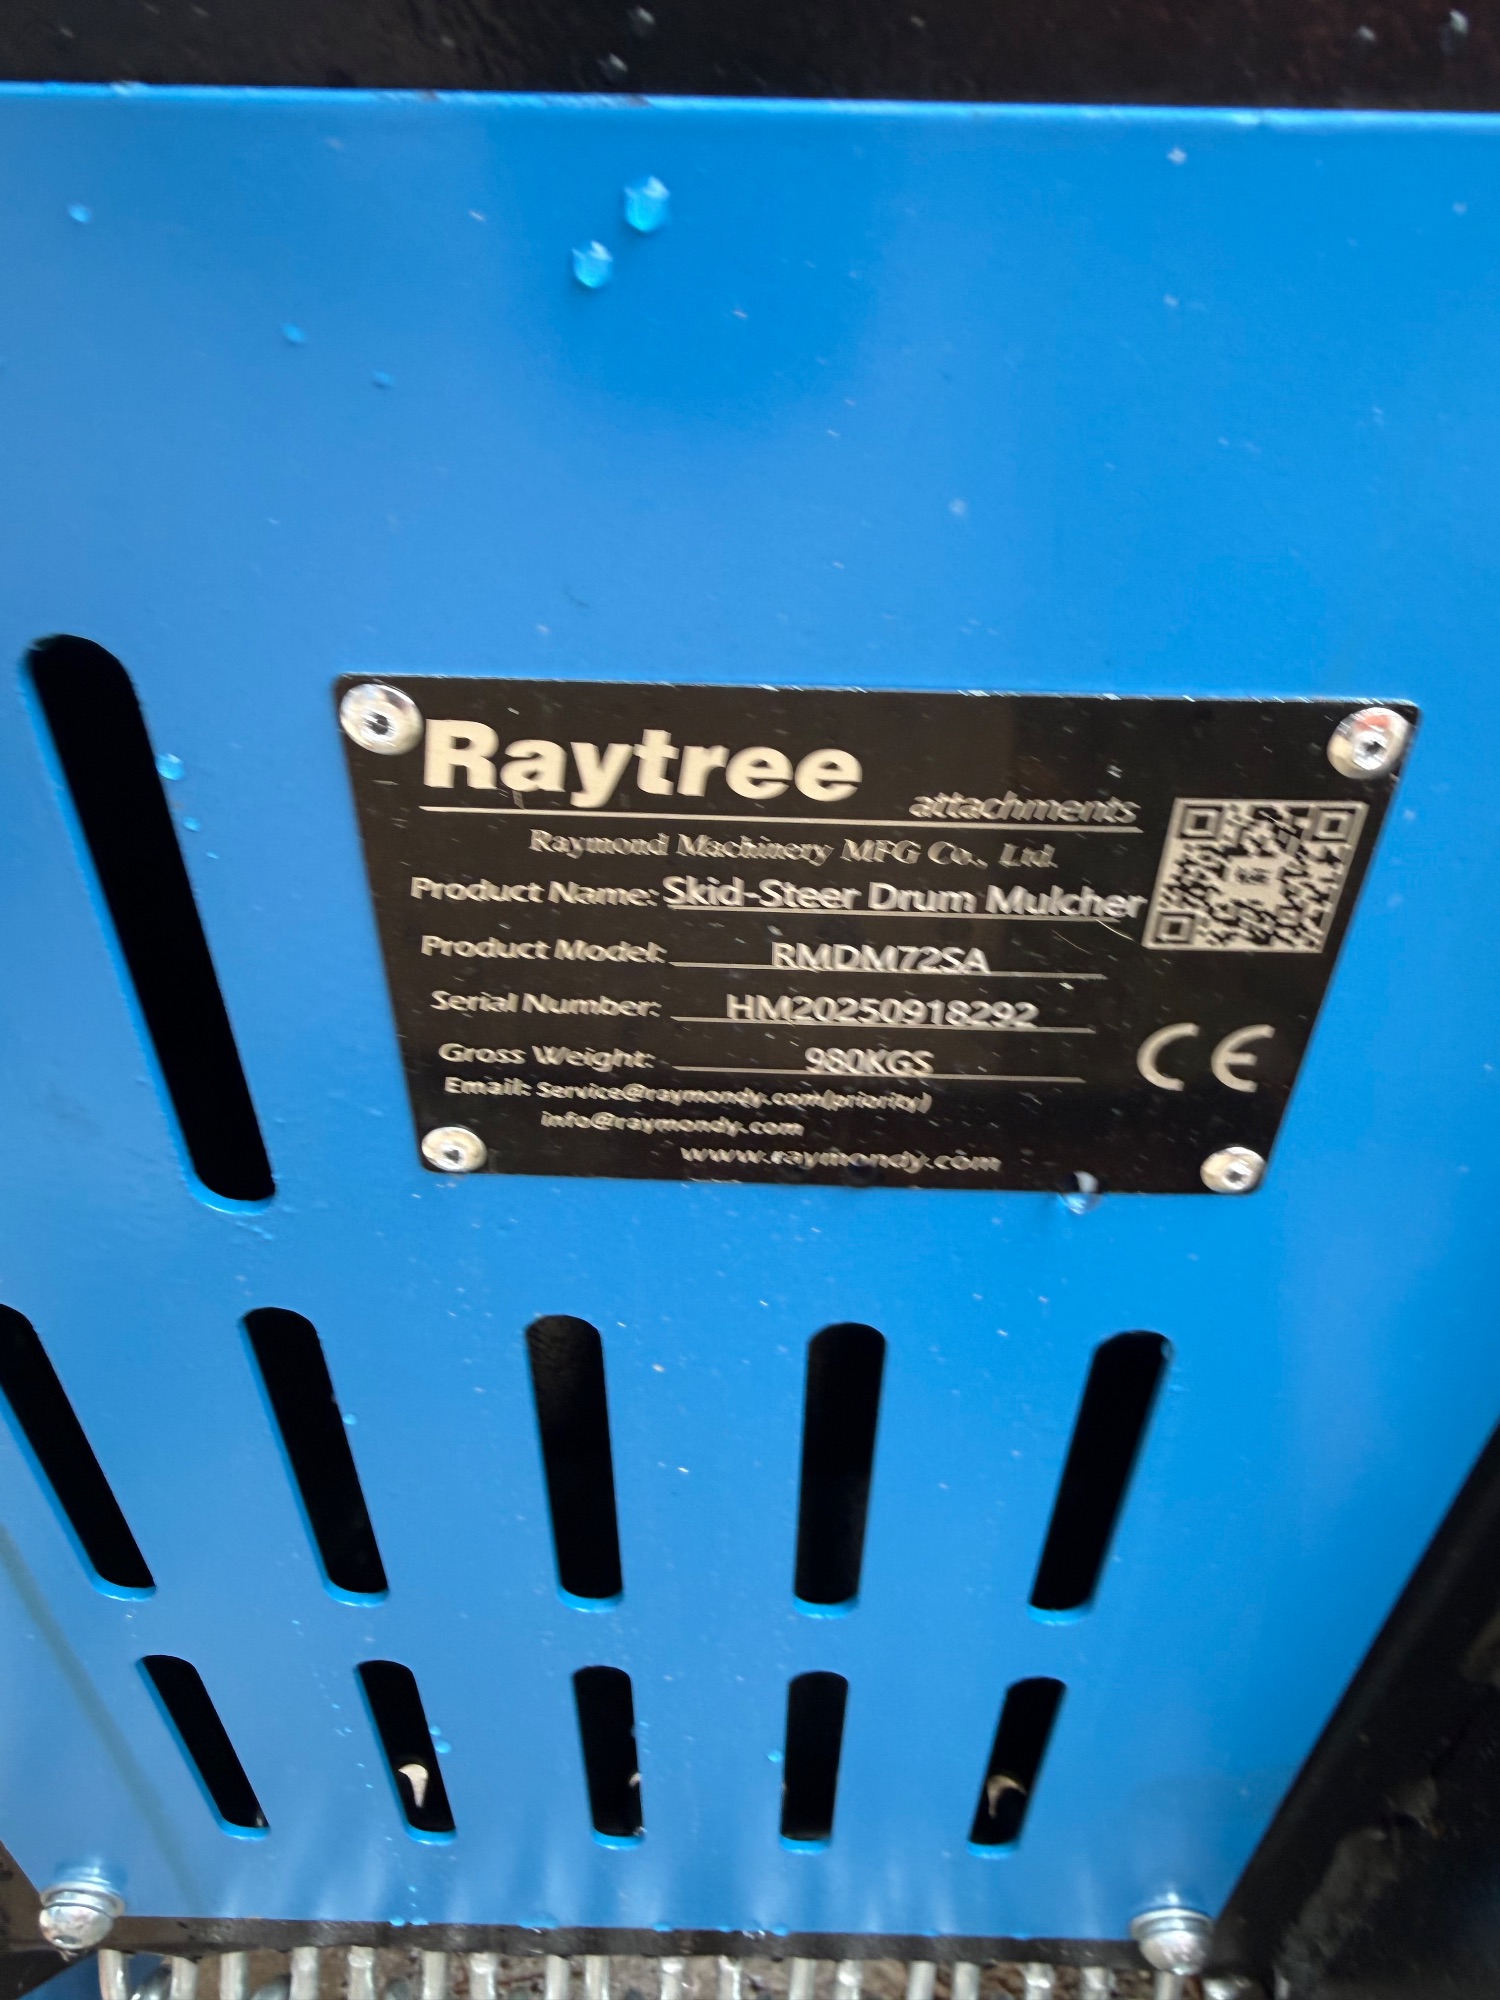 Raytree
attachments
Raymond Machinery MFG Co., Ltd.
Product Name: Skid-Steer Drum Mulcher
Product Model: RMDM72SA
Serial Number: HM20250918292
Gross Weight: 980KGS
Email: Service@raymondy.com(priority)
info@raymondy.com
www.raymondy.com
CE